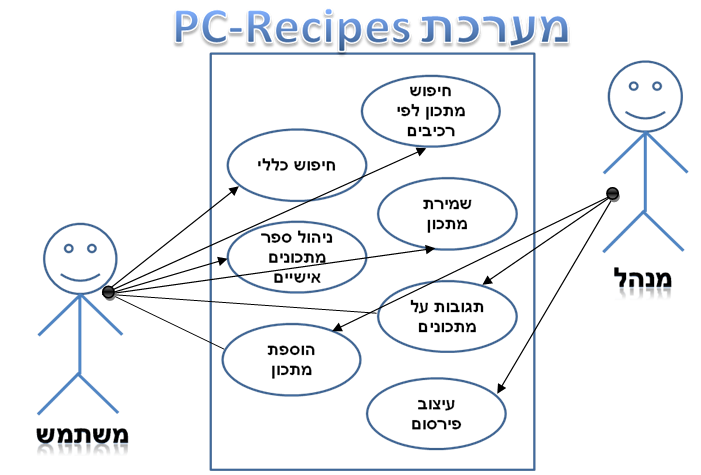 מערכת PC-Recipes
חיפוש
מתכון לפי
רכיבים
חיפוש כללי
שמירת
מתכון
ניהול ספר
מתכונים
אישיים
תגובות על
מתכונים
הוספת
מתכון
עיצוב
פירסום
מנהל
משתמש